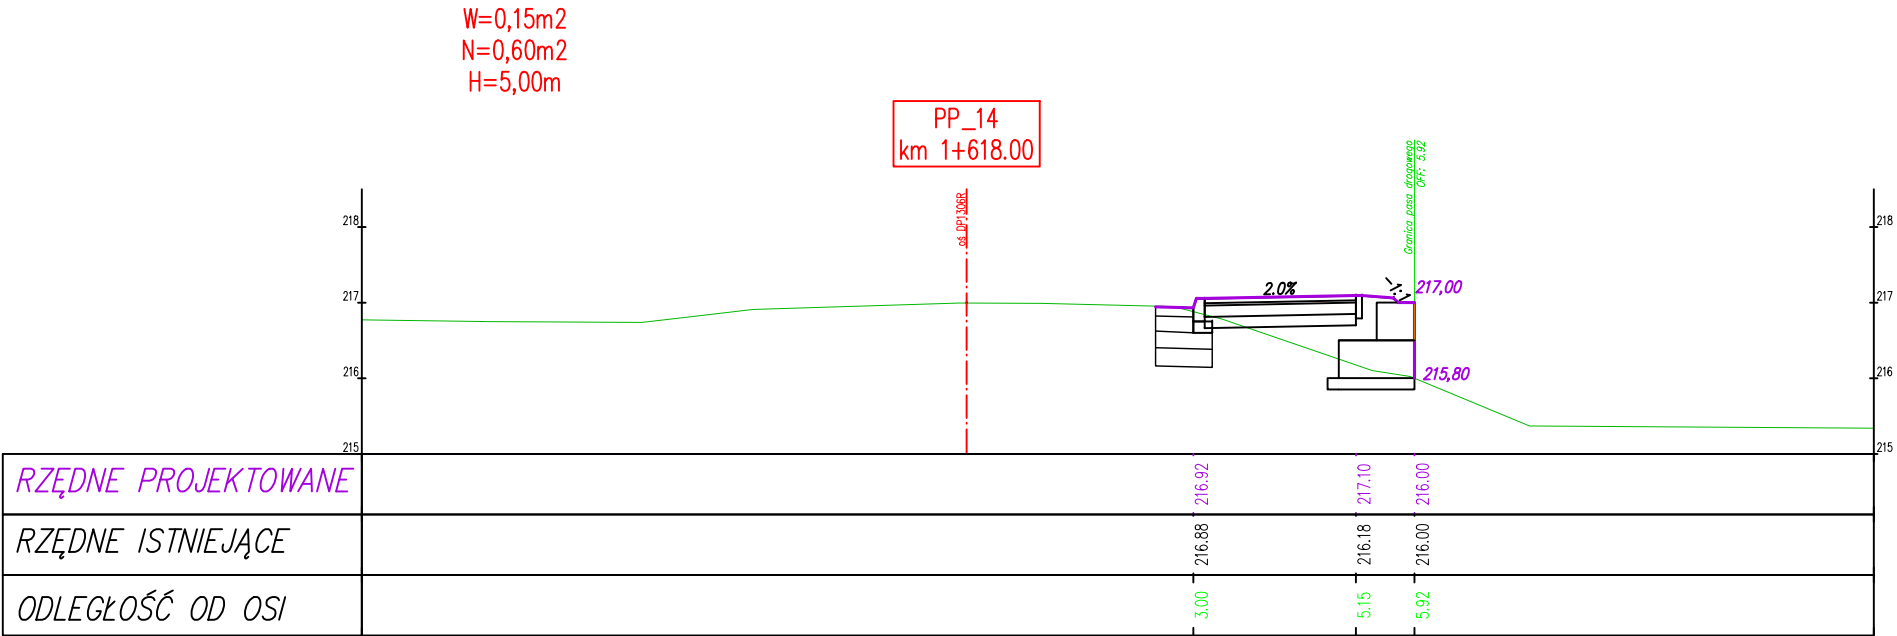 W=0,15m2
N=0,60m2
H=5,00m
PP_14
km 1+618.00
Granica pasa drogowego
OFF: 5.92
oś DP1306R
218
218
217
217
216
216
215
215
2.0%
-1:1
217,00
215,80
RZĘDNE PROJEKTOWANE
216.92
217.10
216.00
RZĘDNE ISTNIEJĄCE
216.88
216.18
216.00
ODLEGŁOŚĆ OD OSI
3.00
5.15
5.92